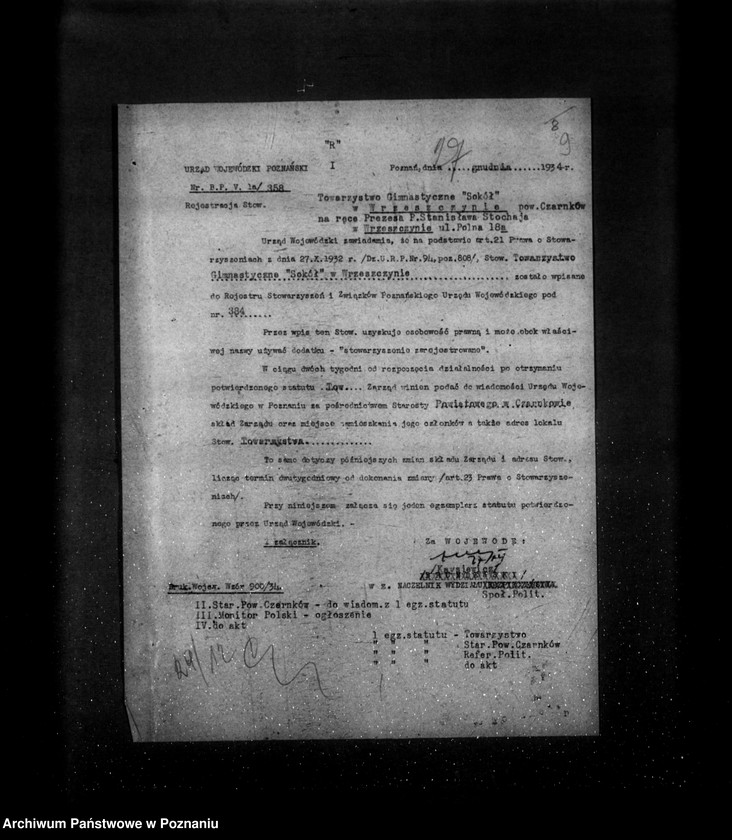 8
9
"R"
I
27
URZĄD WOJEWÓDZKI POZNAŃSKI
Poznań, dnia ..... grudnia ......1934 r.
Nr. B.P. V. 1a/ 358
Rejestracja Stow.
Towarzystwo Gimnastyczne "Sokół"
w Wrzeszczynie pow.Czarnków
na ręce Prezesa P.Stanisława Stochaja
w Wrzeszczynie ul.Polna 18a
Urząd Wojewódzki zawiadamia, że na podstawie art.21 Prawa o Stowa-
rzyszeniach z dnia 27.X.1932 r. /Dz.U.R.P.Nr.94, poz.808/, Stow. Towarzystwo
Gimnastyczne "Sokół" w Wrzeszczynie .................... zostało wpisane
do Rejestru Stowarzyszeń i Związków Poznańskiego Urzędu Wojewódzkiego pod
nr. 384.......
Przez wpis ten Stow. uzyskuje osobowość prawną i może obok właści-
wej nazwy używać dodatku - "stowarzyszenie zarejestrowane".
W ciągu dwóch tygodni od rozpoczęcia działalności po otrzymaniu
potwierdzonego statutu .Tow.... Zarząd winien podać do wiadomości Urzędu Woje-
wódzkiego w Poznaniu za pośrednictwem Starosty Powiatowego w Czarnkowie
skład Zarządu oraz miejsce zamieszkania jego członków a także adres lokalu
Stow. Towarzystwa...............
To samo dotyczy późniejszych zmian składu Zarządu i adresu Stow.,
licząc termin dwutygodniowy od dokonania zmiany /art.23 Prawa o Stowarzysze-
niach/.
Przy niniejszem załącza się jeden egzemplarz statutu potwierdzo-
nego przez Urząd Wojewódzki. -
1 załącznik.
Za WOJEWODĘ:
/Kavalewicz/
Druk.Wojew. Wzór 900/34.
w z. NACZELNIK WYDZIAŁU
Społ.Polit.
II.Star.Pow.Czarnków - do wiadom.z 1 egz.statutu
III.Monitor Polski - ogłoszenie
IV.do akt
1 egz.statutu - Towarzystwo
" " " Star.Pow.Czarnków
" " " Refer.Polit.
" " " do akt
Archiwum Państwowe w Poznaniu